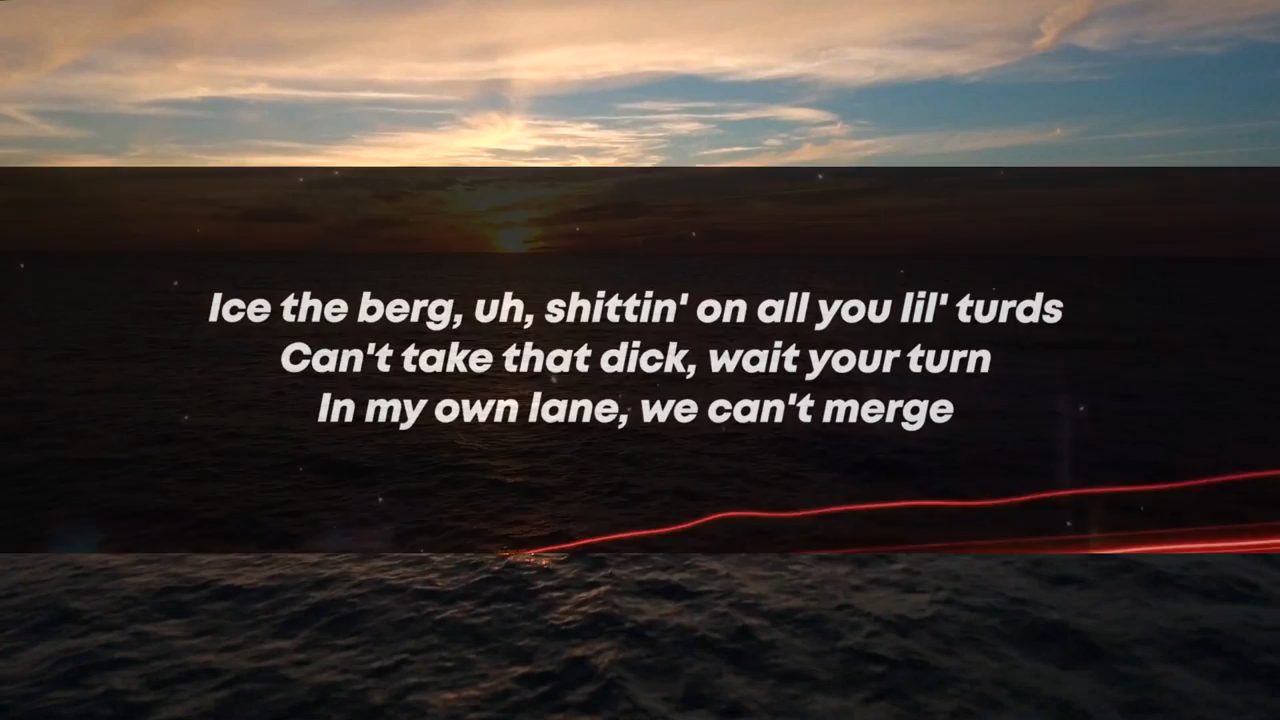 Ice the berg, uh, shittin' on all you lil' turds
Can't take that dick, wait your turn
In my own lane, we can't merge